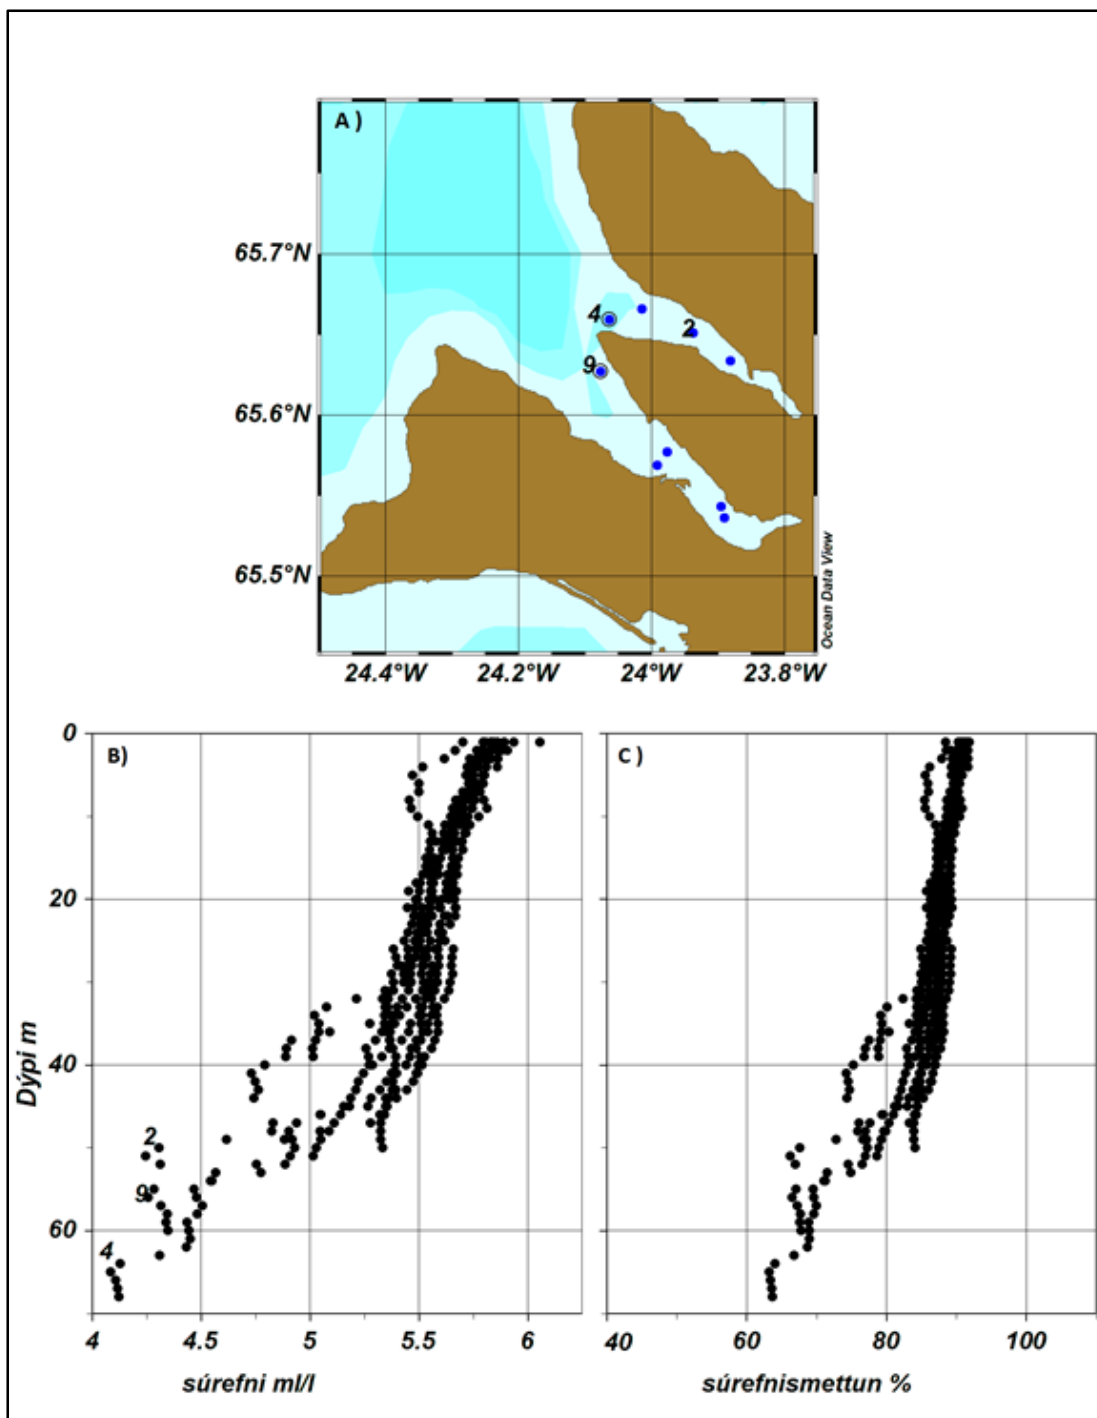 A )
65.7°N
4
2
9
65.6°N
65.5°N
Ocean Data View
24.4°W 24.2°W 24°W 23.8°W
0
B)
C )
20
Dýpi m
40
2
9
60
4
4 4.5 5 5.5 6
40 60 80 100
súrefni ml/l
súrefnismettun %